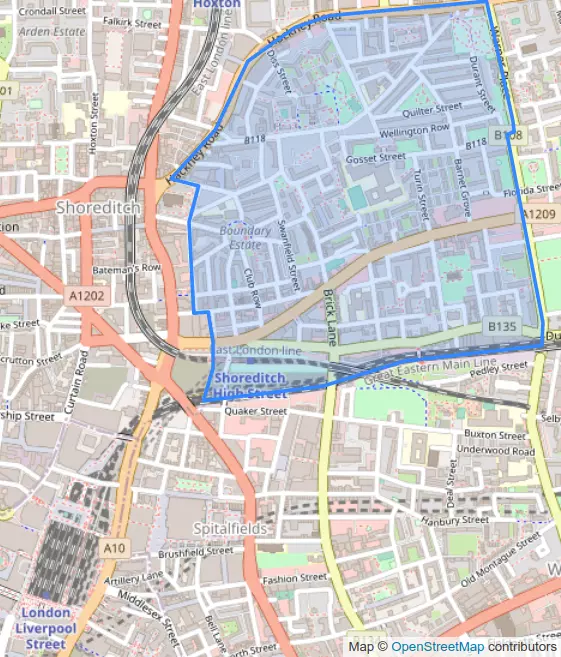 Hoxton
Crondall Street
Falkurk Street
Arden Estate
East London line
Hackney Road
Diss Street
Warner Place
Durant Street
Hoxton Street
Quilter Street
Wellington Row
B118
B118
B108
Gosset Street
Hackney Road
Turin Street
Barnet Grove
Florida Street
A1209
Shoreditch
Boundary
Estate
Swanfield Street
Bateman's Row
Club Row
A1202
Brick Lane
B135
East London line
Curtain Road
Shoreditch
High Street
Great Eastern Main Line
Pedley Street
Quaker Street
Buxton Street
Underwood Road
Deal Street
Spitalfields
Hanbury Street
A10
Brushfield Street
Old Montague Street
Artillery Lane
Fashion Street
Middlesex Street
London
Liverpool
Street
Bell Lane
Map © OpenStreetMap contributors